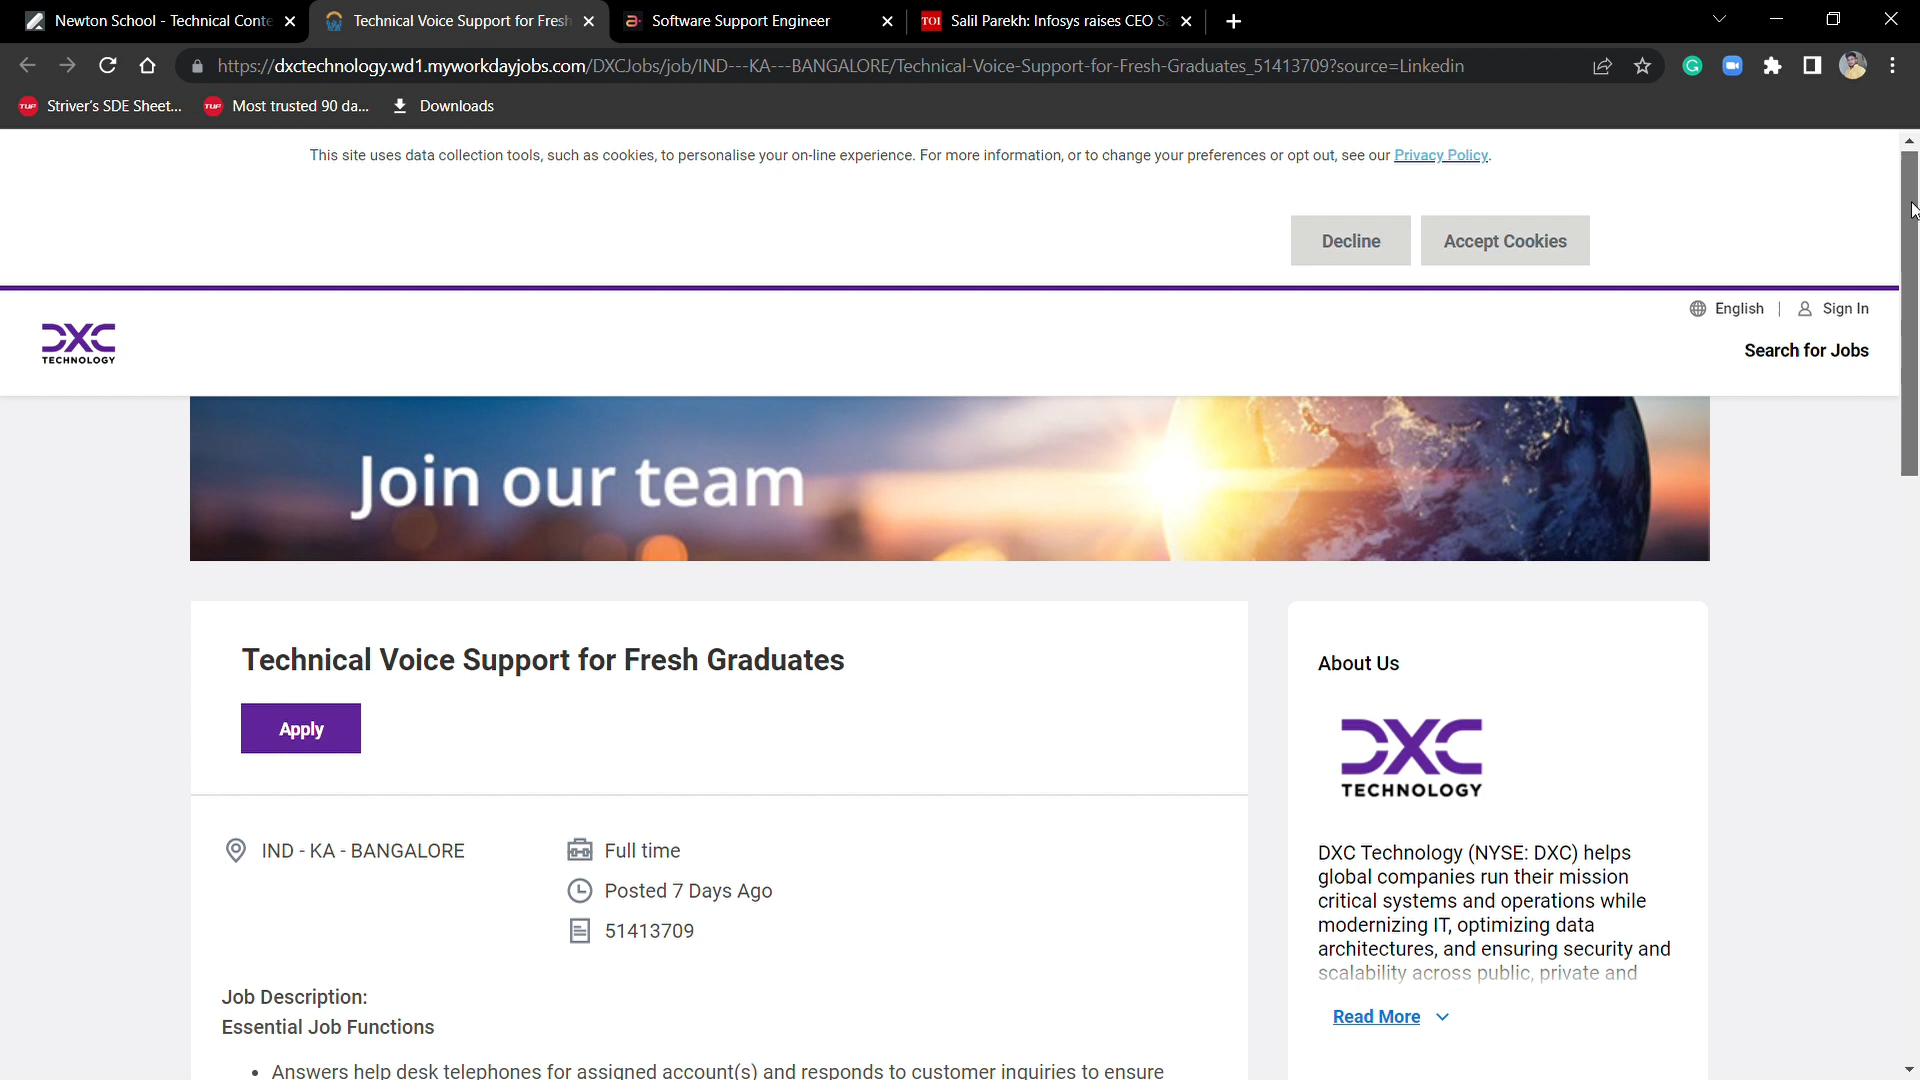 Newton School - Technical Conte
Technical Voice Support for Fresh
Software Support Engineer
TOI Salil Parekh: Infosys raises CEO S
https://dxctechnology.wd1.myworkdayjobs.com/DXCJobs/job/IND---KA---BANGALORE/Technical-Voice-Support-for-Fresh-Graduates_51413709?source=Linkedin
TUF Striver's SDE Sheet...
TUF Most trusted 90 da...
Downloads
This site uses data collection tools, such as cookies, to personalise your on-line experience. For more information, or to change your preferences or opt out, see our Privacy Policy.
Decline
Accept Cookies
DXC
TECHNOLOGY
English
Sign In
Search for Jobs
Join our team
Technical Voice Support for Fresh Graduates
Apply
IND - KA - BANGALORE
Full time
Posted 7 Days Ago
51413709
Job Description:
Essential Job Functions
• Answers help desk telephones for assigned account(s) and responds to customer inquiries to ensure
About Us
DXC
TECHNOLOGY
DXC Technology (NYSE: DXC) helps
global companies run their mission
critical systems and operations while
modernizing IT, optimizing data
architectures, and ensuring security and
scalability across public, private and
Read More